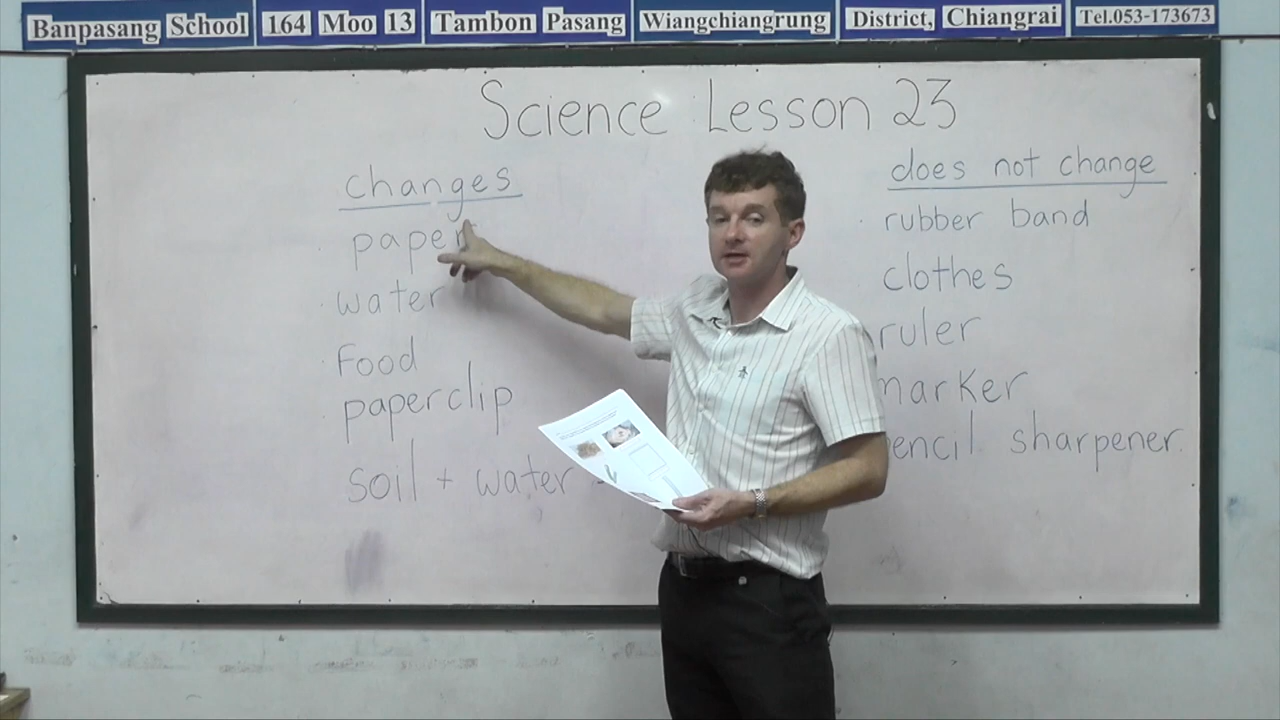 Banpasang School 164 Moo 13 Tambon Pasang Wiangchiangrung District, Chiangrai Tel.053-173673
Science Lesson 23
changes
paper
water
food
paperclip
soil + water
does not change
rubber band
clothes
ruler
marker
pencil sharpener